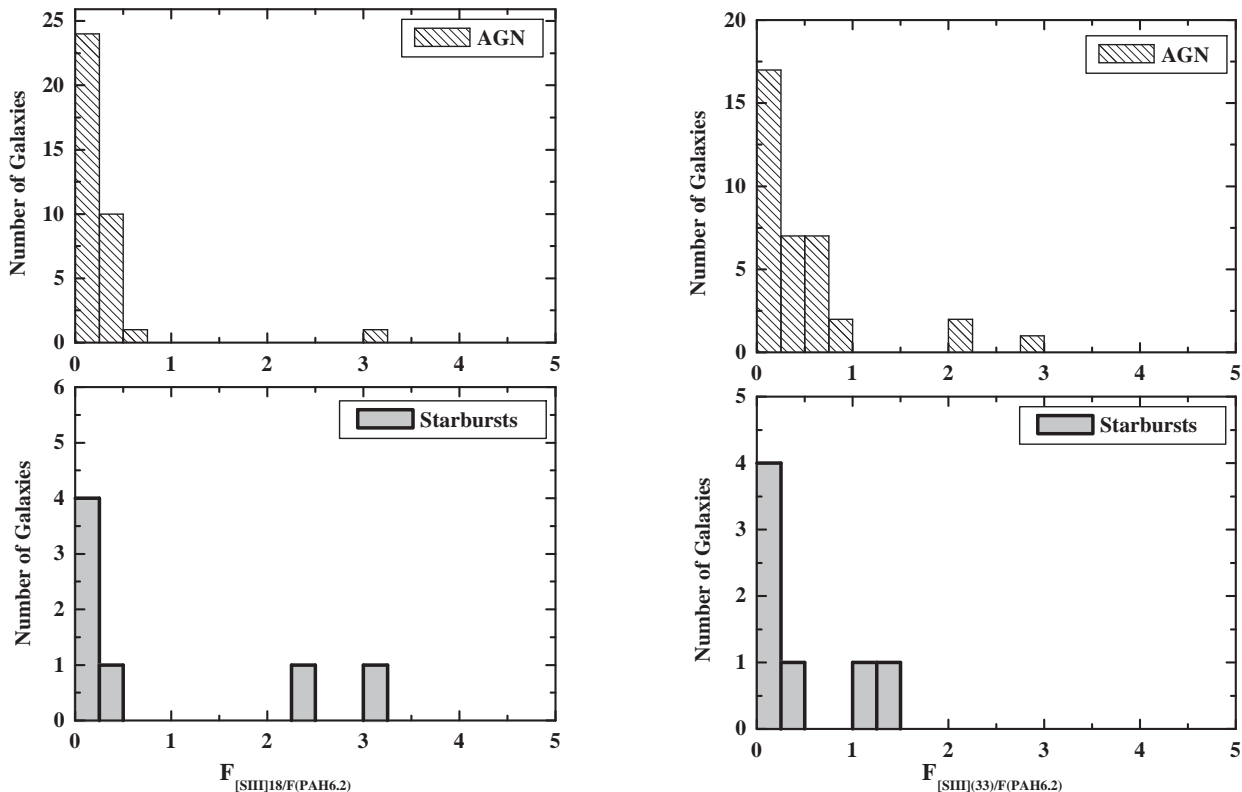 25
20
15
10
5
0
Number of Galaxies
AGN
0 1 2 3 4 5
20
15
10
5
0
Number of Galaxies
AGN
0 1 2 3 4 5
6
5
4
3
2
1
0
Number of Galaxies
Starbursts
0 1 2 3 4 5
F[SIII]18/F(PAH6.2)
5
4
3
2
1
0
Number of Galaxies
Starbursts
0 1 2 3 4 5
F[SIII](33)/F(PAH6.2)